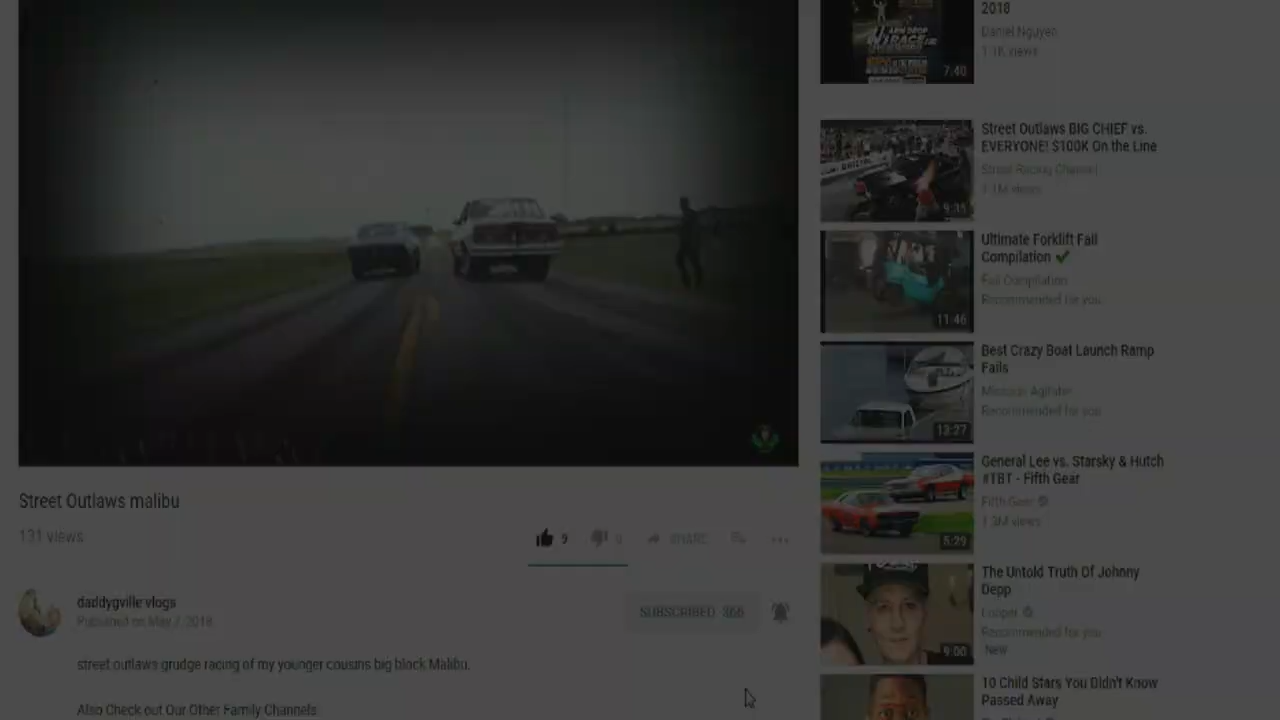 Street Outlaws malibu
131 views
9
0
SHARE
daddygville vlogs
Published on May 7, 2018
SUBSCRIBED 366
street outlaws grudge racing of my younger cousins big block Malibu.
Also Check out Our Other Family Channels
2018
Daniel Nguyen
1.1K views
ARM DROP
RACE
7:40
Street Outlaws BIG CHIEF vs.
EVERYONE! $100K On the Line
Street Racing Channel
1.1M views
9:35
Ultimate Forklift Fail
Compilation
Fail Compilation
Recommended for you
11:46
Best Crazy Boat Launch Ramp
Fails
Missouri Agitator
Recommended for you
13:27
General Lee vs. Starsky & Hutch
#TBT - Fifth Gear
Fifth Gear
1.3M views
5:29
The Untold Truth Of Johnny
Depp
Looper
Recommended for you
New
9:00
10 Child Stars You Didn't Know
Passed Away